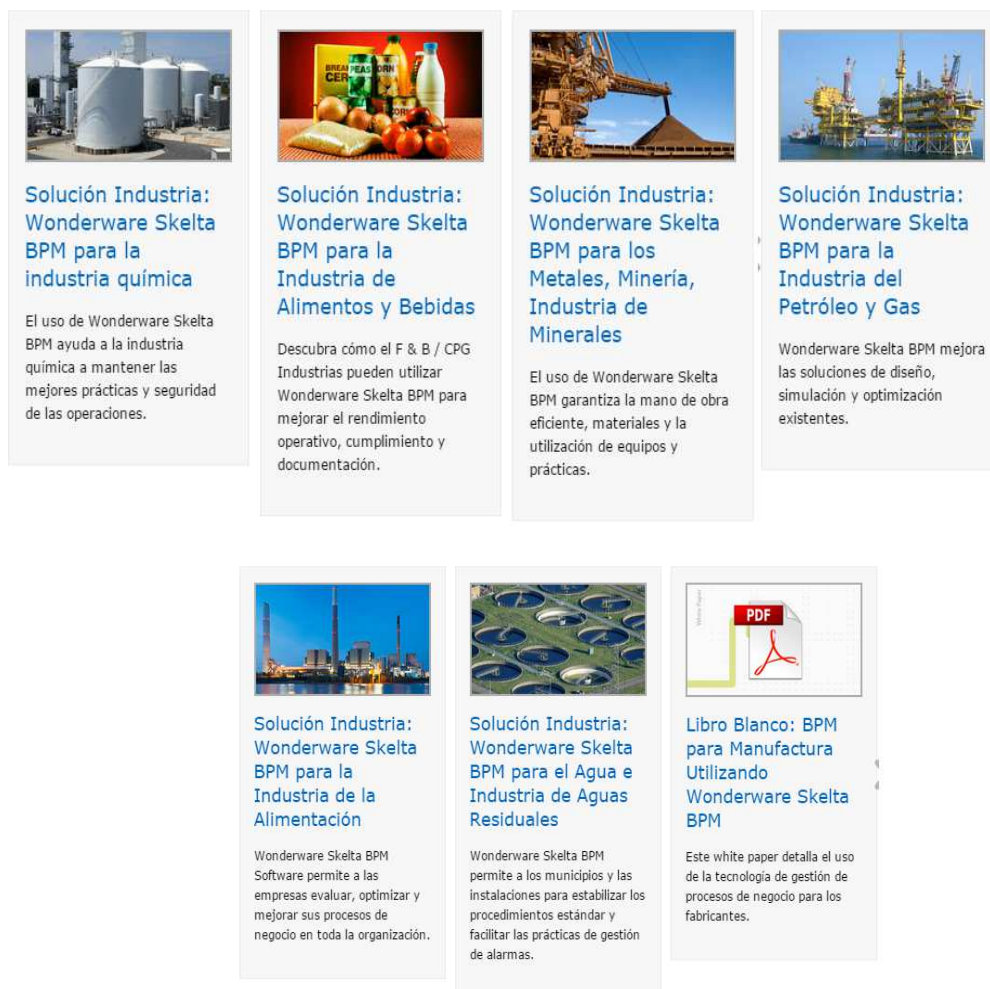 BREAK
CER
PEAS
CORN
Solución Industria:
Wonderware Skelta
BPM para la
industria química
El uso de Wonderware Skelta
BPM ayuda a la industria
química a mantener las
mejores prácticas y seguridad
de las operaciones.
Solución Industria:
Wonderware Skelta
BPM para la
Industria de
Alimentos y Bebidas
Descubra cómo el F & B / CPG
Industrias pueden utilizar
Wonderware Skelta BPM para
mejorar el rendimiento
operativo, cumplimiento y
documentación.
Solución Industria:
Wonderware Skelta
BPM para los
Metales, Minería,
Industria de
Minerales
El uso de Wonderware Skelta
BPM garantiza la mano de obra
eficiente, materiales y la
utilización de equipos y
prácticas.
Solución Industria:
Wonderware Skelta
BPM para la
Industria del
Petróleo y Gas
Wonderware Skelta BPM mejora
las soluciones de diseño,
simulación y optimización
existentes.
Solución Industria:
Wonderware Skelta
BPM para la
Industria de la
Alimentación
Wonderware Skelta BPM
Software permite a las
empresas evaluar, optimizar y
mejorar sus procesos de
negocio en toda la organización.
Solución Industria:
Wonderware Skelta
BPM para el Agua e
Industria de Aguas
Residuales
Wonderware Skelta BPM
permite a los municipios y las
instalaciones para estabilizar los
procedimientos estándar y
facilitar las prácticas de gestión
de alarmas.
White Paper
PDF
Libro Blanco: BPM
para Manufactura
Utilizando
Wonderware Skelta
BPM
Este white paper detalla el uso
de la tecnología de gestión de
procesos de negocio para los
fabricantes.